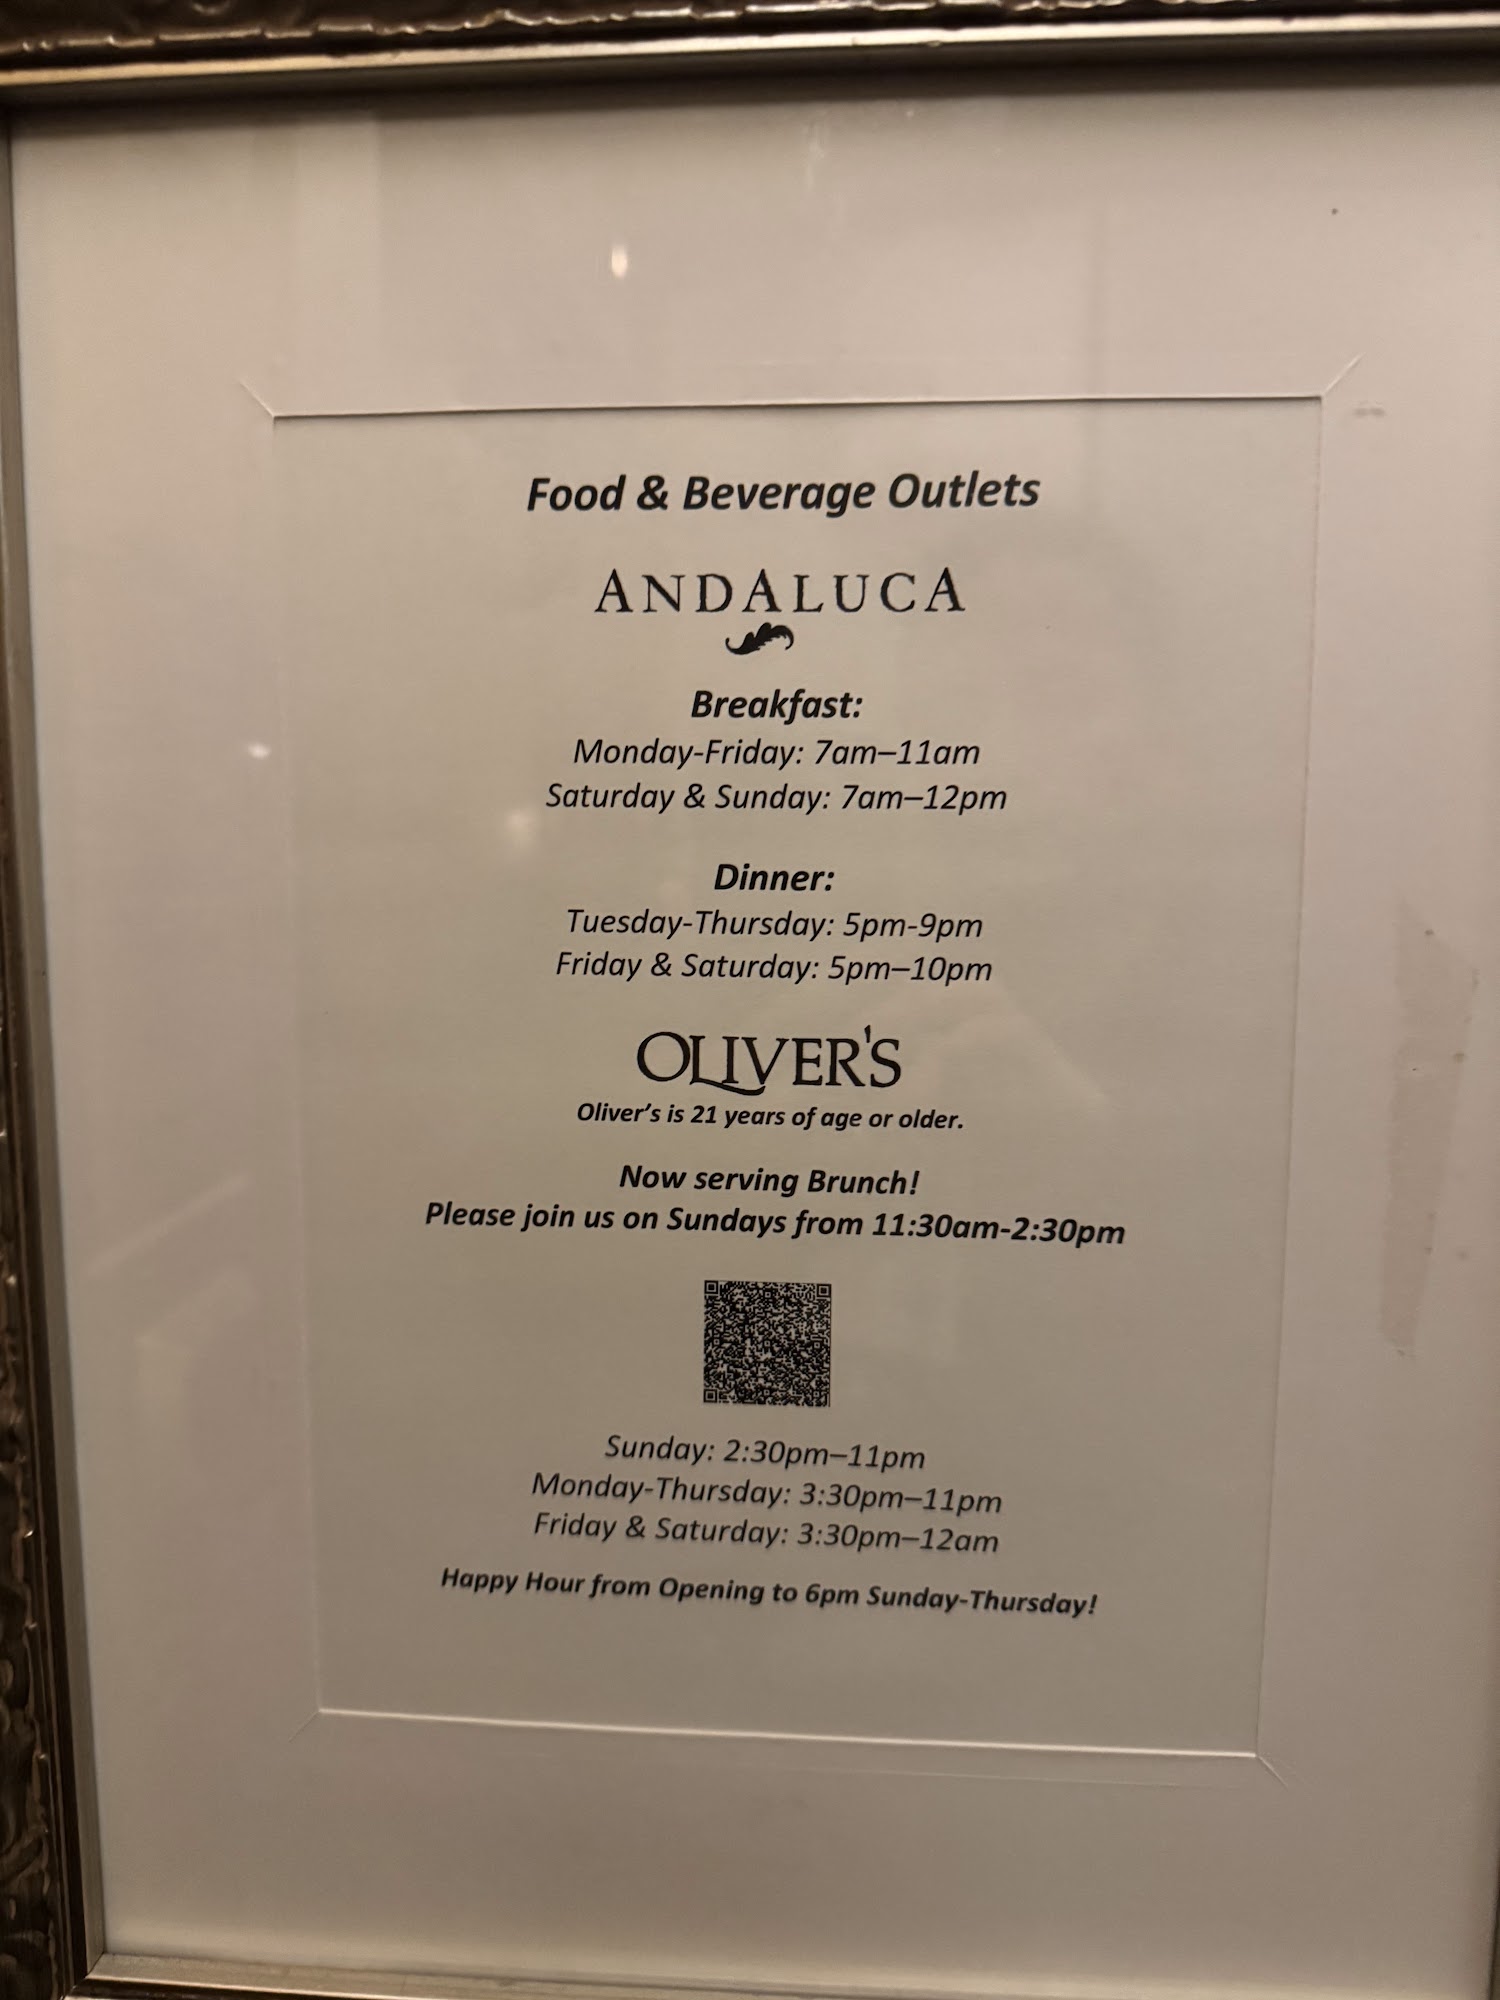 Food & Beverage Outlets
ANDALUCA
Breakfast:
Monday-Friday: 7am–11am
Saturday & Sunday: 7am–12pm
Dinner:
Tuesday-Thursday: 5pm-9pm
Friday & Saturday: 5pm–10pm
OLIVER'S
Oliver’s is 21 years of age or older.
Now serving Brunch!
Please join us on Sundays from 11:30am-2:30pm
Sunday: 2:30pm–11pm
Monday-Thursday: 3:30pm–11pm
Friday & Saturday: 3:30pm–12am
Happy Hour from Opening to 6pm Sunday-Thursday!